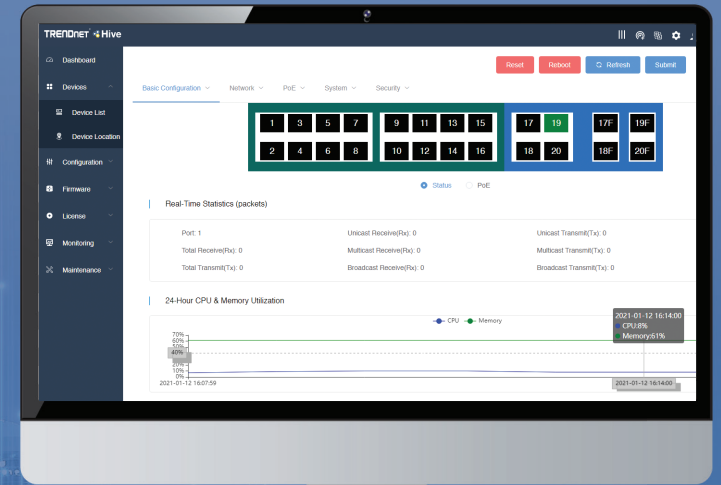 TRENDnet Hive
Dashboard
Devices
Device List
Device Location
Configuration
Firmware
License
Monitoring
Maintenance
Reset Reboot Refresh Submit
Basic Configuration Network PoE System Security
1 3 5 7 9 11 13 15 17 19 17F 19F
2 4 6 8 10 12 14 16 18 20 18F 20F
Status PoE
Real-Time Statistics (packets)
Port: 1 Unicast Receive(Rx): 0 Unicast Transmit(Tx): 0
Total Receive(Rx): 0 Multicast Receive(Rx): 0 Multicast Transmit(Tx): 0
Total Transmit(Tx): 0 Broadcast Receive(Rx): 0 Broadcast Transmit(Tx): 0
24-Hour CPU & Memory Utilization
CPU Memory
2021-01-12 16:14:00
CPU:8%
Memory:61%
70%
60%
50%
40%
20%
10%
0%
2021-01-12 16:07:59 2021-01-12 16:14:00